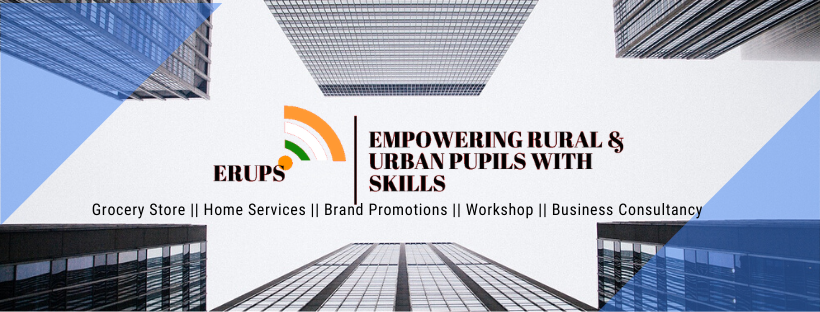 ERUPS
EMPOWERING RURAL &
URBAN PUPILS WITH
SKILLS
Grocery Store || Home Services || Brand Promotions || Workshop || Business Consultancy